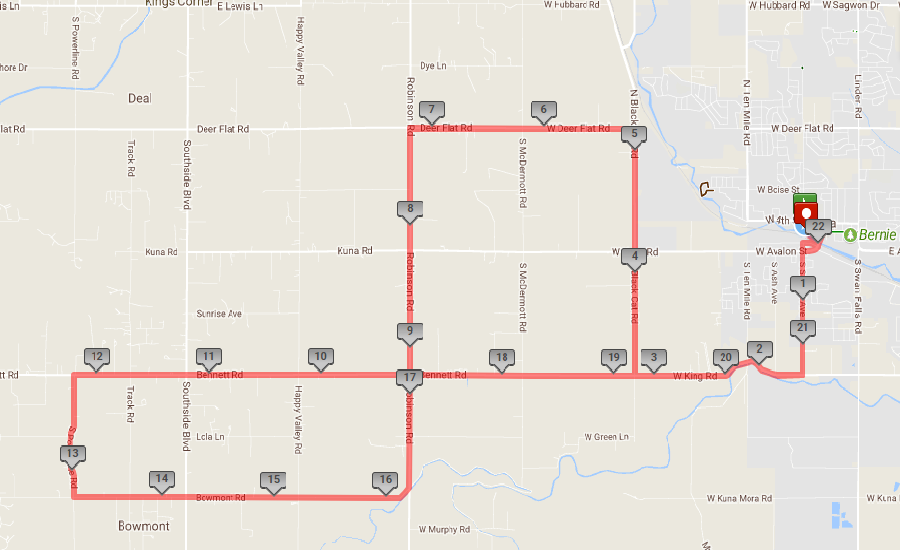 Kings Corner
E Lewis Ln
W Hubbard Rd
W Hubbard Rd
W Sagwon Dr
S Powerline Rd
Happy Valley Rd
Dye Ln
hore Dr
Deal
Robinson Rd
N Black
N Ten Mile Rd
Linder Rd
7
6
lat Rd
Deer Flat Rd
Deer Flat Rd
W Deer Flat Rd
5
W Deer Flat Rd
Track Rd
Southside Blvd
S McDermott Rd
W Boise St
8
W 4th
22
Bernie
Kuna Rd
Kuna Rd
4
W Avalon St
E A
Robinson Rd
S McDermott Rd
Black Cat Rd
S Ten Mile Rd
S Ash Ave
1
S Swan Falls Rd
Sunrise Ave
9
21
12
11
10
18
19
3
20
2
tt Rd
Bennett Rd
17
Bennett Rd
W King Rd
Track Rd
Southside Blvd
Happy Valley Rd
Robinson Rd
Lcla Ln
W Green Ln
13
14
15
16
Bowmont Rd
W Kuna Mora Rd
W Kuna
Bowmont
W Murphy Rd